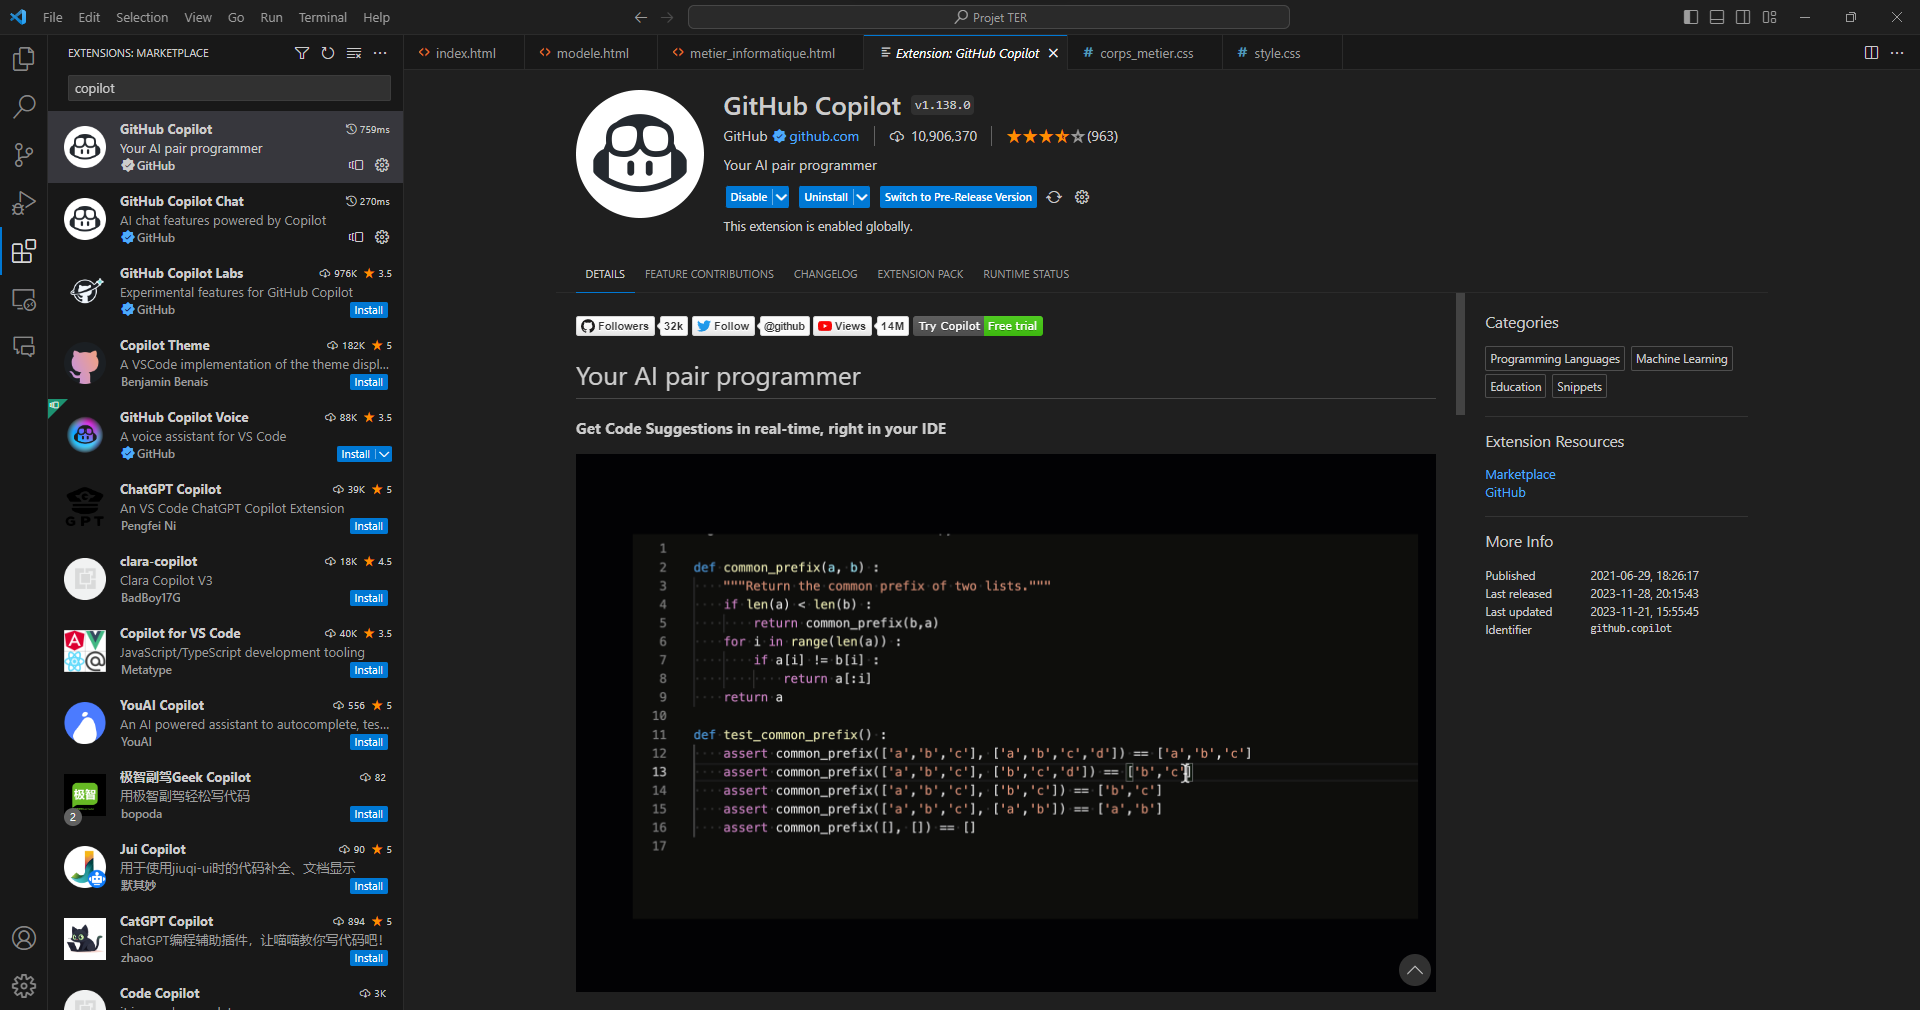 File Edit Selection View Go Run Terminal Help
Projet TER
EXTENSIONS: MARKETPLACE
copilot
GitHub Copilot 759ms
Your AI pair programmer
GitHub
GitHub Copilot Chat 270ms
AI chat features powered by Copilot
GitHub
GitHub Copilot Labs 976K 3.5
Experimental features for GitHub Copilot
GitHub Install
Copilot Theme 182K 5
A VSCode implementation of the theme displ...
Benjamin Benais Install
GitHub Copilot Voice 88K 3.5
A voice assistant for VS Code
GitHub Install
ChatGPT Copilot 39K 5
GPT
An VS Code ChatGPT Copilot Extension
Pengfei Ni Install
clara-copilot 18K 4.5
Clara Copilot V3
BadBoy17G Install
Copilot for VS Code 40K 3.5
JavaScript/TypeScript development tooling
Metatype Install
YouAI Copilot 556 5
An AI powered assistant to autocomplete, tes...
YouAI Install
极智副驾Geek Copilot 82
极智
用极智副驾轻松写代码
2
bopoda Install
Jui Copilot 90 5
用于使用jiuqi-ui时的代码补全、文档显示
默其妙 Install
CatGPT Copilot 894 5
ChatGPT编程辅助插件，让喵喵教你写代码吧！
zhaoo Install
Code Copilot 3K
index.html modele.html metier_informatique.html Extension: GitHub Copilot corps_metier.css style.css
GitHub Copilot v1.138.0
GitHub github.com 10,906,370 (963)
Your AI pair programmer
Disable Uninstall Switch to Pre-Release Version
This extension is enabled globally.
DETAILS FEATURE CONTRIBUTIONS CHANGELOG EXTENSION PACK RUNTIME STATUS
Followers 32k Follow @github Views 14M Try Copilot Free trial
Your AI pair programmer
Get Code Suggestions in real-time, right in your IDE
1
2 def common_prefix(a, b) :
3 """Return the common prefix of two lists."""
4 if len(a) < len(b) :
5 return common_prefix(b,a)
6 for i in range(len(a)) :
7 if a[i] != b[i] :
8 return a[:i]
9 return a
10
11 def test_common_prefix() :
12 assert common_prefix(['a','b','c'], ['a','b','c','d']) == ['a','b','c']
13 assert common_prefix(['a','b','c'], ['b','c','d']) == ['b','c']
14 assert common_prefix(['a','b','c'], ['b','c']) == ['b','c']
15 assert common_prefix(['a','b','c'], ['a','b']) == ['a','b']
16 assert common_prefix([], []) == []
17
Categories
Programming Languages Machine Learning
Education Snippets
Extension Resources
Marketplace
GitHub
More Info
Published 2021-06-29, 18:26:17
Last released 2023-11-28, 20:15:43
Last updated 2023-11-21, 15:55:45
Identifier github.copilot